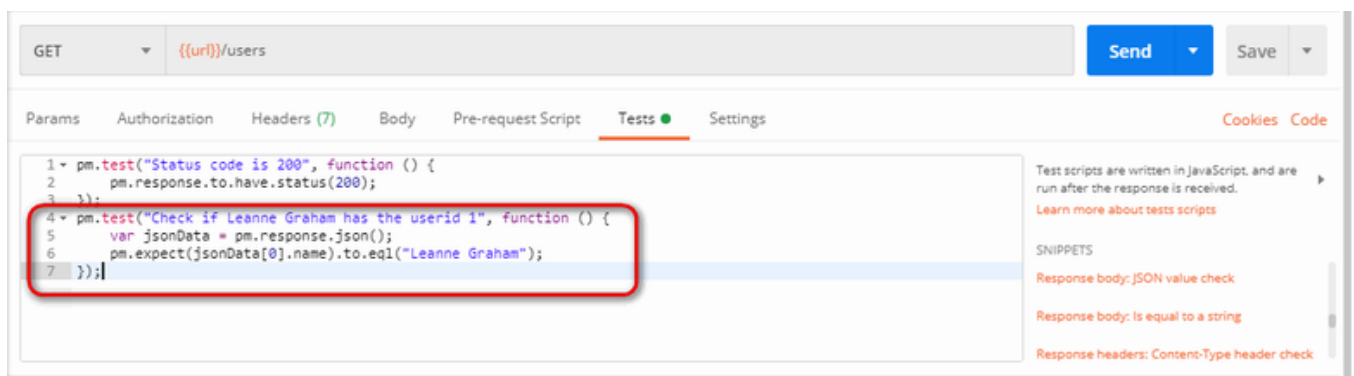 GET {{url}}/users Send Save
Params Authorization Headers (7) Body Pre-request Script Tests Settings Cookies Code
1 pm.test("Status code is 200", function () {
2 pm.response.to.have.status(200);
3 });
4 pm.test("Check if Leanne Graham has the userid 1", function () {
5 var jsonData = pm.response.json();
6 pm.expect(jsonData[0].name).to.eql("Leanne Graham");
7 });
Test scripts are written in JavaScript, and are
run after the response is received.
Learn more about tests scripts
SNIPPETS
Response body: JSON value check
Response body: Is equal to a string
Response headers: Content-Type header check